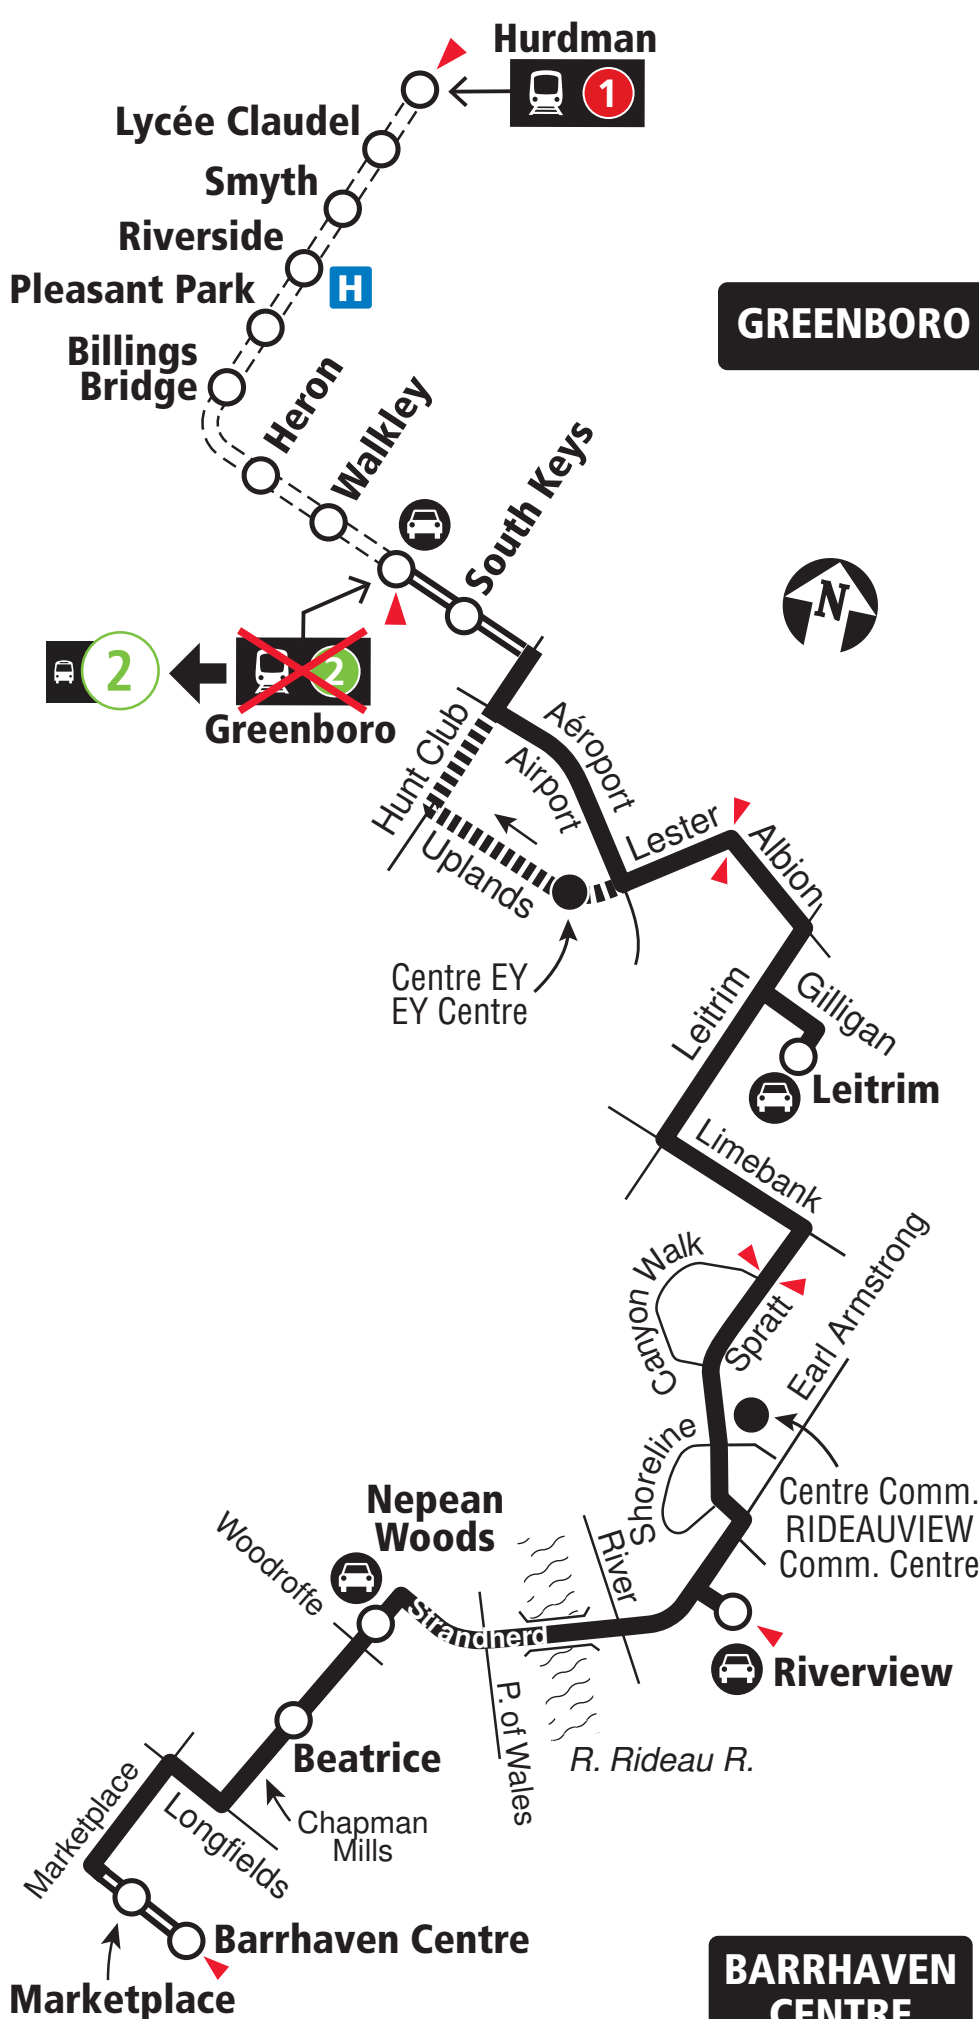 Hurdman
1
Lycée Claudel
Smyth
Riverside
H
Pleasant Park
GREENBORO
Billings
Bridge
Heron
Walkley
South Keys
N
2
2
Greenboro
Hunt Club
Aéroport
Airport
Uplands
Lester
Albion
Centre EY
EY Centre
Leitrim
Gilligan
Leitrim
Limebank
Canyon Walk
Spratt
Earl Armstrong
Shoreline
Centre Comm.
RIDEAUVIEW
Comm. Centre
Nepean
Woods
Woodroffe
River
Strandherd
Riverview
P. of Wales
R. Rideau R.
Beatrice
Chapman
Mills
Marketplace
Longfields
Barrhaven Centre
Marketplace
BARRHAVEN
CENTRE